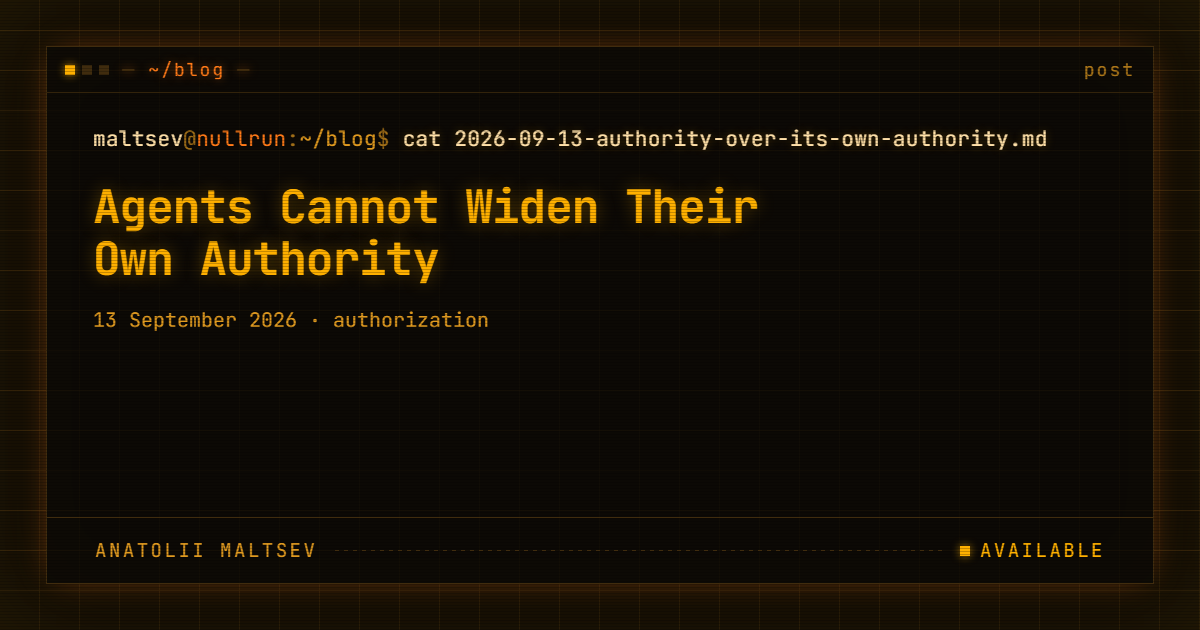 — ~/blog —
post
maltsev@nullrun:~/blog$ cat 2026-09-13-authority-over-its-own-authority.md
Agents Cannot Widen Their
Own Authority
13 September 2026 · authorization
ANATOLII MALTSEV
AVAILABLE